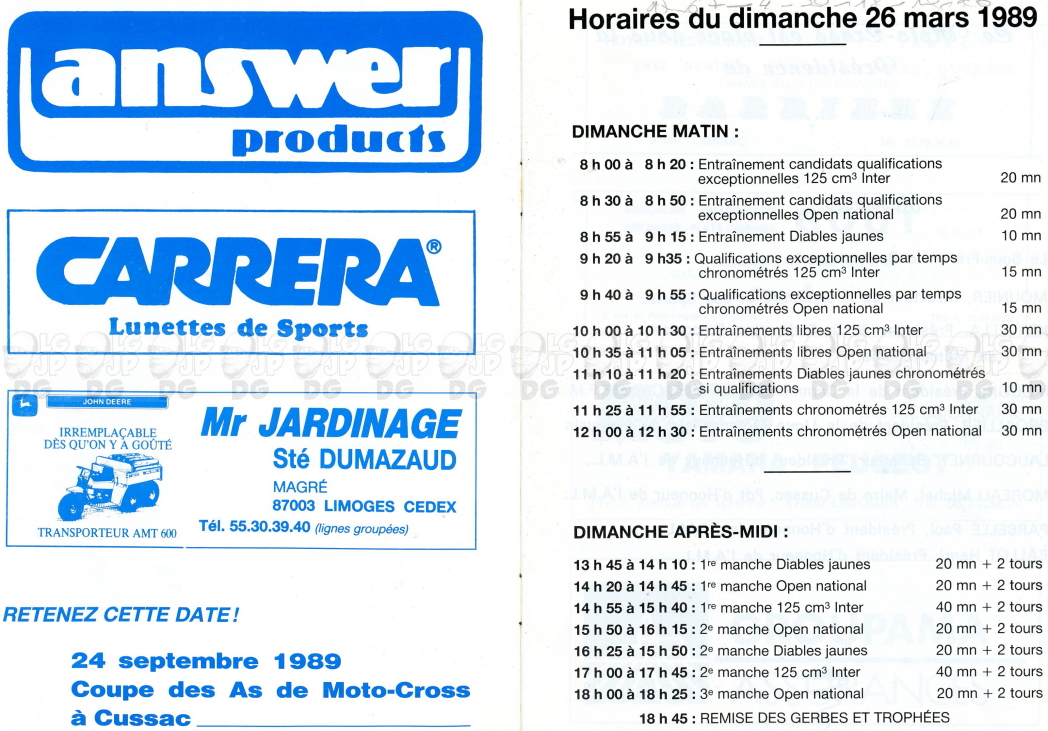 answer
products
CARRERA®
Lunettes de Sports
JOHN DEERE
IRREMPLAÇABLE
DÈS QU'ON Y A GOÛTÉ
TRANSPORTEUR AMT 600
Mr JARDINAGE
Sté DUMAZAUD
MAGRÉ
87003 LIMOGES CEDEX
Tél. 55.30.39.40 (lignes groupées)
RETENEZ CETTE DATE !
24 septembre 1989
Coupe des As de Moto-Cross
à Cussac
Horaires du dimanche 26 mars 1989
DIMANCHE MATIN :
8 h 00 à 8 h 20 : Entraînement candidats qualifications
exceptionnelles 125 cm³ Inter 20 mn
8 h 30 à 8 h 50 : Entraînement candidats qualifications
exceptionnelles Open national 20 mn
8 h 55 à 9 h 15 : Entraînement Diables jaunes 10 mn
9 h 20 à 9 h35 : Qualifications exceptionnelles par temps
chronométrés 125 cm³ Inter 15 mn
9 h 40 à 9 h 55 : Qualifications exceptionnelles par temps
chronométrés Open national 15 mn
10 h 00 à 10 h 30 : Entraînements libres 125 cm³ Inter 30 mn
10 h 35 à 11 h 05 : Entraînements libres Open national 30 mn
11 h 10 à 11 h 20 : Entraînements Diables jaunes chronométrés
si qualifications 10 mn
11 h 25 à 11 h 55 : Entraînements chronométrés 125 cm³ Inter 30 mn
12 h 00 à 12 h 30 : Entraînements chronométrés Open national 30 mn
DIMANCHE APRÈS-MIDI :
13 h 45 à 14 h 10 : 1re manche Diables jaunes 20 mn + 2 tours
14 h 20 à 14 h 45 : 1re manche Open national 20 mn + 2 tours
14 h 55 à 15 h 40 : 1re manche 125 cm³ Inter 40 mn + 2 tours
15 h 50 à 16 h 15 : 2e manche Open national 20 mn + 2 tours
16 h 25 à 15 h 50 : 2e manche Diables jaunes 20 mn + 2 tours
17 h 00 à 17 h 45 : 2e manche 125 cm³ Inter 40 mn + 2 tours
18 h 00 à 18 h 25 : 3e manche Open national 20 mn + 2 tours
18 h 45 : REMISE DES GERBES ET TROPHÉES